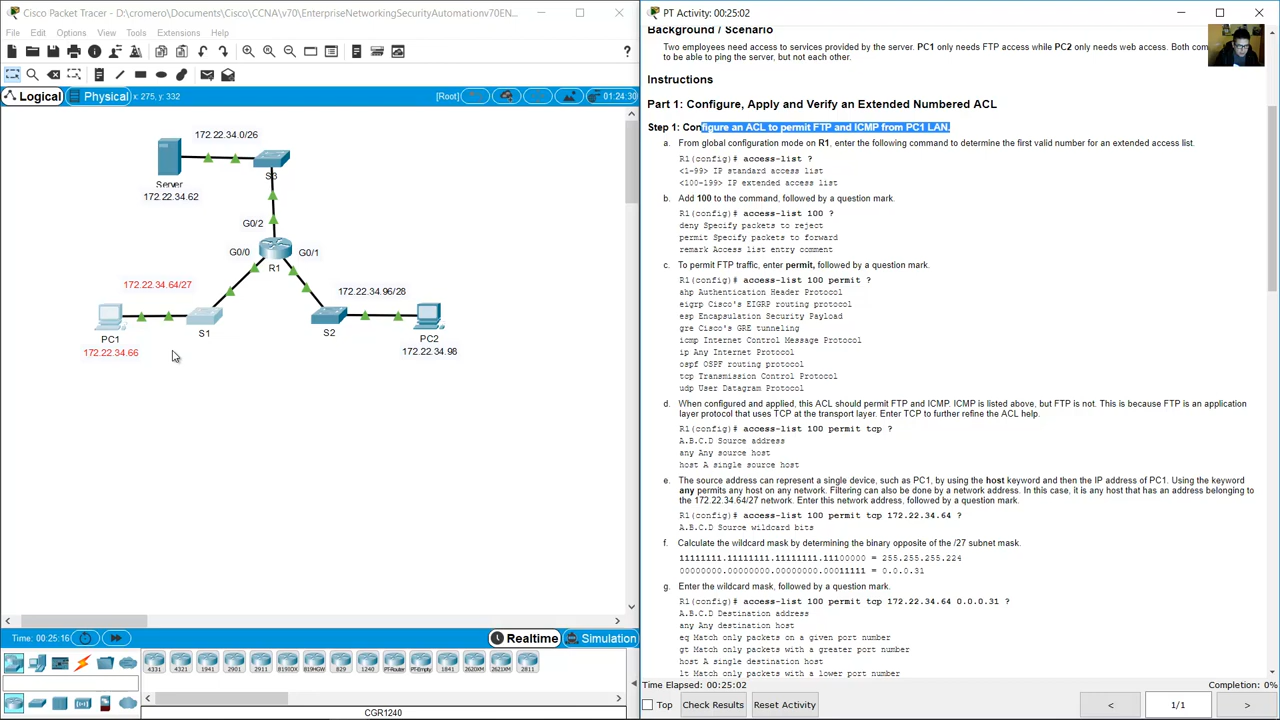 Cisco Packet Tracer - D:\cromero\Documents\Cisco\CCNA\v70\EnterpriseNetworkingSecurityAutomationv70EN...
File Edit Options View Tools Extensions Help
?
Logical
Physical
x: 275, y: 332
[Root]
01:24:30
172.22.34.0/26
Server
172.22.34.62
S3
G0/2
G0/0
G0/1
R1
172.22.34.64/27
172.22.34.96/28
PC1
172.22.34.66
S1
S2
PC2
172.22.34.98
Time: 00:25:16
Realtime
Simulation
4331 4321 1941 2901 2911 819IOX 819HGW 829 1240 PT-Router PT-Empty 1841 2620XM 2621XM 2811
CGR1240
PT Activity: 00:25:02
Background / Scenario
Two employees need access to services provided by the server. PC1 only needs FTP access while PC2 only needs web access. Both
to be able to ping the server, but not each other.
Instructions
Part 1: Configure, Apply and Verify an Extended Numbered ACL
Step 1: Configure an ACL to permit FTP and ICMP from PC1 LAN.
a. From global configuration mode on R1, enter the following command to determine the first valid number for an extended access list.
R1(config)# access-list ?
<1-99> IP standard access list
<100-199> IP extended access list
b. Add 100 to the command, followed by a question mark.
R1(config)# access-list 100 ?
deny Specify packets to reject
permit Specify packets to forward
remark Access list entry comment
c. To permit FTP traffic, enter permit, followed by a question mark.
R1(config)# access-list 100 permit ?
ahp Authentication Header Protocol
eigrp Cisco's EIGRP routing protocol
esp Encapsulation Security Payload
gre Cisco's GRE tunneling
icmp Internet Control Message Protocol
ip Any Internet Protocol
ospf OSPF routing protocol
tcp Transmission Control Protocol
udp User Datagram Protocol
d. When configured and applied, this ACL should permit FTP and ICMP. ICMP is listed above, but FTP is not. This is because FTP is an application
layer protocol that uses TCP at the transport layer. Enter TCP to further refine the ACL help.
R1(config)# access-list 100 permit tcp ?
A.B.C.D Source address
any Any source host
host A single source host
e. The source address can represent a single device, such as PC1, by using the host keyword and then the IP address of PC1. Using the keyword
any permits any host on any network. Filtering can also be done by a network address. In this case, it is any host that has an address belonging to
the 172.22.34.64/27 network. Enter this network address, followed by a question mark.
R1(config)# access-list 100 permit tcp 172.22.34.64 ?
A.B.C.D Source wildcard bits
f. Calculate the wildcard mask by determining the binary opposite of the /27 subnet mask.
11111111.11111111.11111111.11100000 = 255.255.255.224
00000000.00000000.00000000.00011111 = 0.0.0.31
g. Enter the wildcard mask, followed by a question mark.
R1(config)# access-list 100 permit tcp 172.22.34.64 0.0.0.31 ?
A.B.C.D Destination address
any Any destination host
eq Match only packets on a given port number
gt Match only packets with a greater port number
host A single destination host
lt Match only packets with a lower port number
Time Elapsed: 00:25:02
Completion: 0%
Top
Check Results
Reset Activity
<
1/1
>